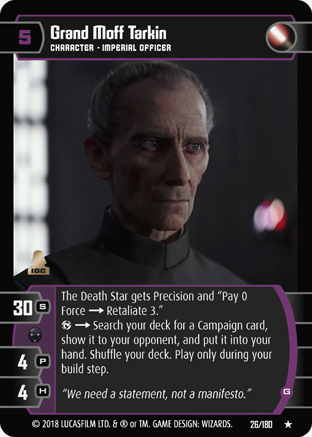 5
Grand Moff Tarkin
CHARACTER - IMPERIAL OFFICER
IDC
30 S
The Death Star gets Precision and “Pay 0
Force → Retaliate 3.”
→ Search your deck for a Campaign card,
show it to your opponent, and put it into your
hand. Shuffle your deck. Play only during your
build step.
4 P
4 H
“We need a statement, not a manifesto.”
G
© 2018 LUCASFILM LTD. & ® or TM. GAME DESIGN: WIZARDS.
26/180 ★